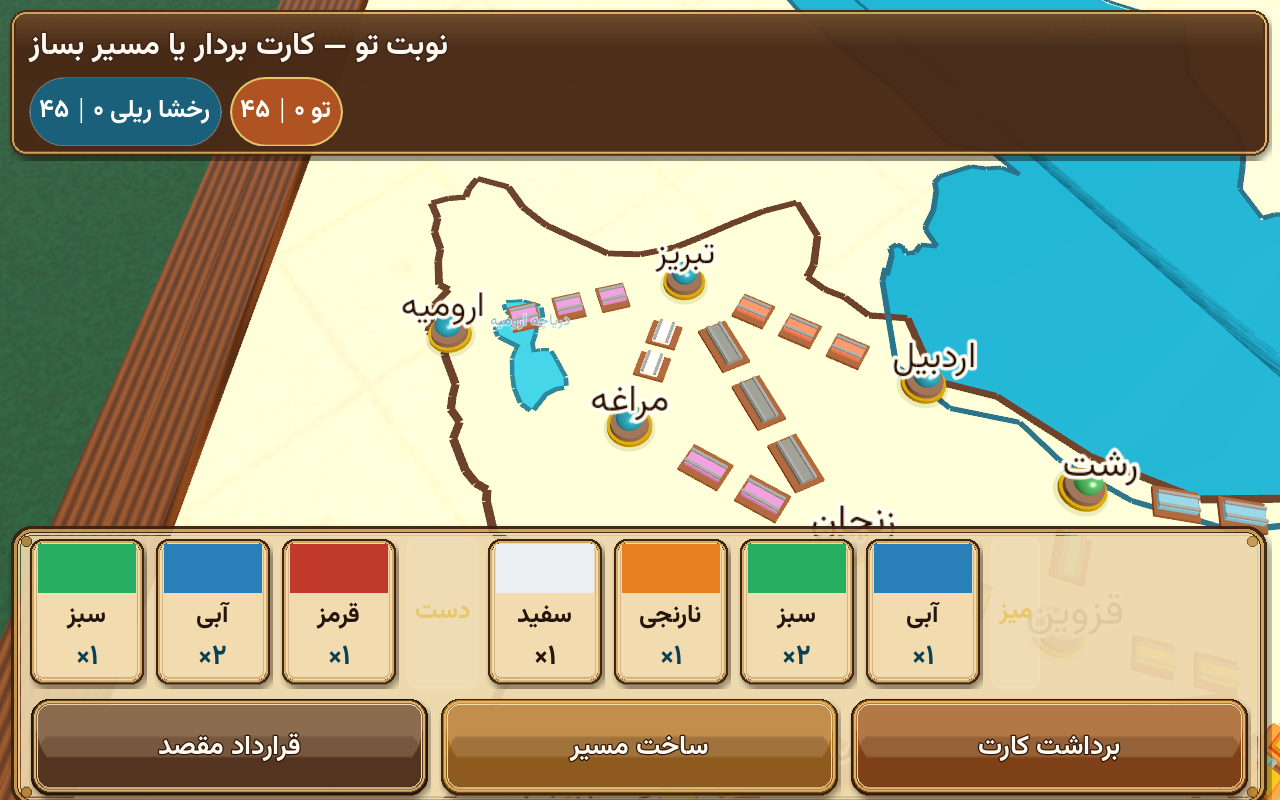 نوبت تو – کارت بردار یا مسیر بساز
تو ۰ | ۴۵
رخشا ریلی ۰ | ۴۵
تبریز
ارومیه
دریاچه ارومیه
اردبیل
مراغه
رشت
زنجان
قزوین
میز
آبی
×۱
سبز
×۲
نارنجی
×۱
سفید
×۱
دست
قرمز
×۱
آبی
×۲
سبز
×۱
برداشت کارت
ساخت مسیر
قرارداد مقصد